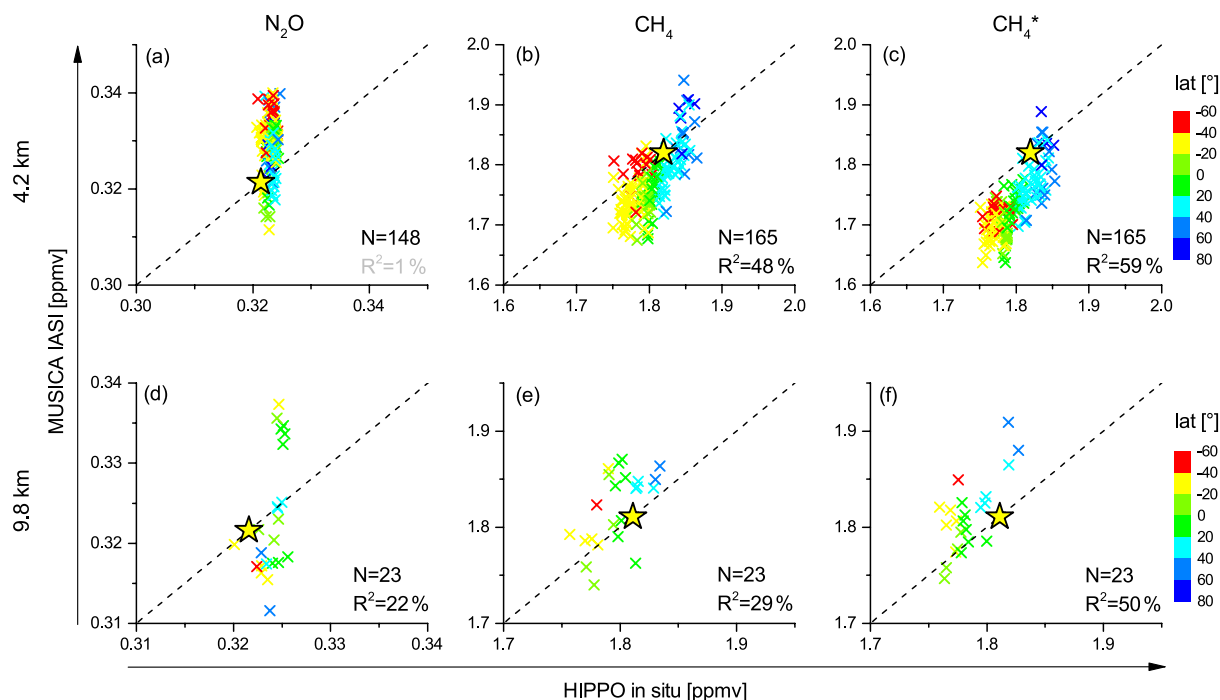 N₂O CH₄ CH₄*
(a) (b) (c)
MUSICA IASI [ppmv]
4.2 km
0.34
0.32
0.30
0.30 0.32 0.34
N=148
R²=1 %
2.0
1.9
1.8
1.7
1.6
1.6 1.7 1.8 1.9 2.0
N=165
R²=48 %
2.0
1.9
1.8
1.7
1.6
1.6 1.7 1.8 1.9 2.0
N=165
R²=59 %
lat [°]
-60
-40
-20
0
20
40
60
80
9.8 km
(d) (e) (f)
0.34
0.33
0.32
0.31
0.31 0.32 0.33 0.34
N=23
R²=22 %
1.9
1.8
1.7
1.7 1.8 1.9
N=23
R²=29 %
1.9
1.8
1.7
1.7 1.8 1.9
N=23
R²=50 %
lat [°]
-60
-40
-20
0
20
40
60
80
HIPPO in situ [ppmv]